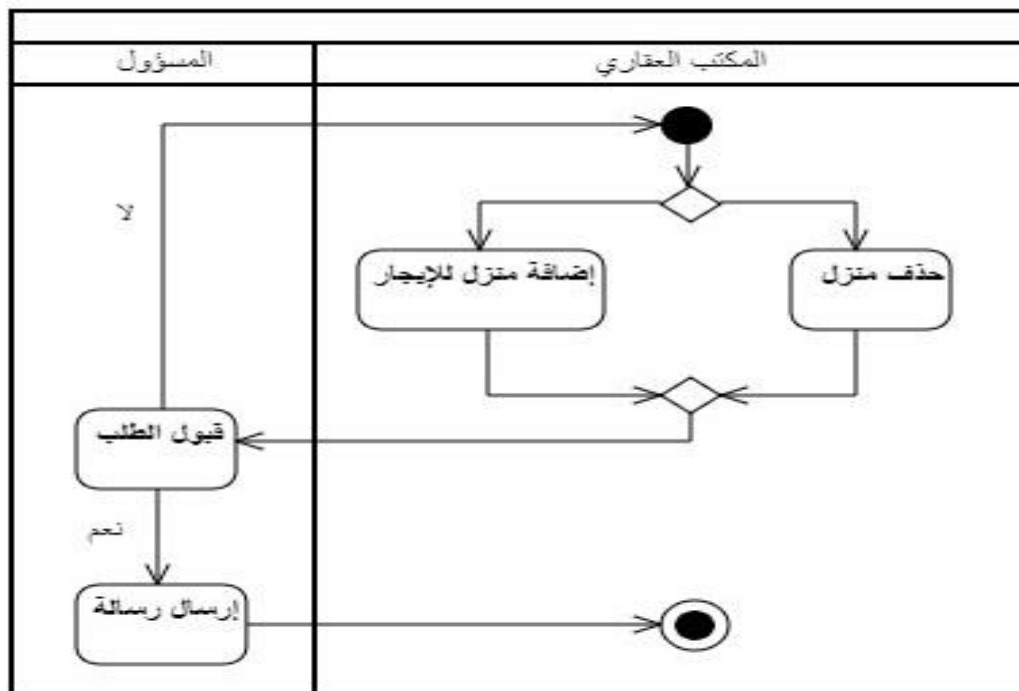 المكتب العقاري
المسؤول
لا
حذف منزل
إضافة منزل للإيجار
قبول الطلب
نعم
إرسال رسالة